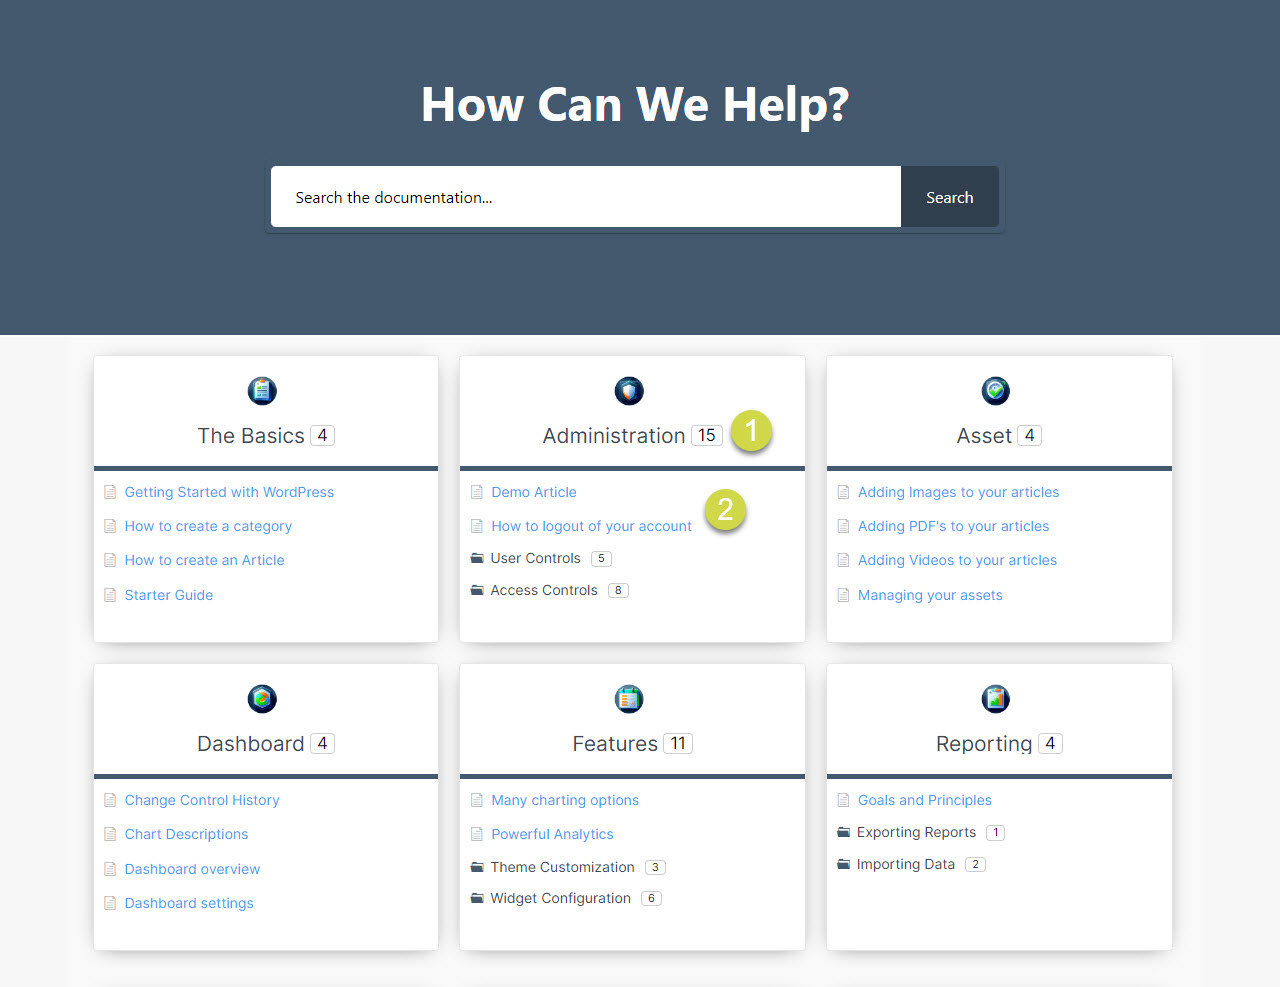 How Can We Help?
Search the documentation...
Search
The Basics 4
Getting Started with WordPress
How to create a category
How to create an Article
Starter Guide
Administration 15
1
Demo Article
2
How to logout of your account
User Controls 5
Access Controls 8
Asset 4
Adding Images to your articles
Adding PDF's to your articles
Adding Videos to your articles
Managing your assets
Dashboard 4
Change Control History
Chart Descriptions
Dashboard overview
Dashboard settings
Features 11
Many charting options
Powerful Analytics
Theme Customization 3
Widget Configuration 6
Reporting 4
Goals and Principles
Exporting Reports 1
Importing Data 2